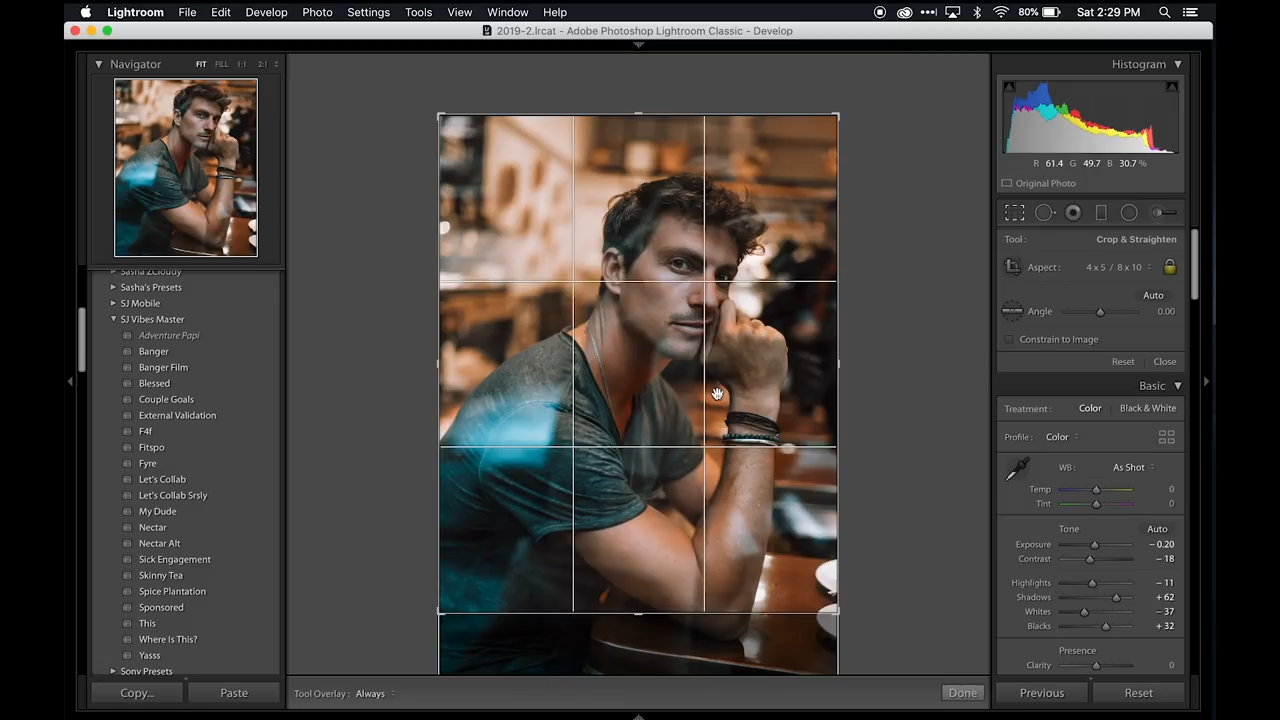 Lightroom File Edit Develop Photo Settings Tools View Window Help 80% Sat 2:29 PM
2019-2.lrcat - Adobe Photoshop Lightroom Classic - Develop
Navigator FIT FILL 1:1 2:1
Sasha ZCloudy
Sasha's Presets
SJ Mobile
SJ Vibes Master
Adventure Papi
Banger
Banger Film
Blessed
Couple Goals
External Validation
F4f
Fitspo
Fyre
Let's Collab
Let's Collab Srsly
My Dude
Nectar
Nectar Alt
Sick Engagement
Skinny Tea
Spice Plantation
Sponsored
This
Where Is This?
Yasss
Sony Presets
Copy... Paste
Tool Overlay : Always
Done
Histogram
R 61.4 G 49.7 B 30.7 %
Original Photo
Tool : Crop & Straighten
Aspect : 4 x 5 / 8 x 10
Auto
Angle 0.00
Constrain to Image
Reset Close
Basic
Treatment : Color Black & White
Profile : Color
WB : As Shot
Temp 0
Tint 0
Tone Auto
Exposure − 0.20
Contrast − 18
Highlights − 11
Shadows + 62
Whites − 37
Blacks + 32
Presence
Clarity 0
Previous Reset